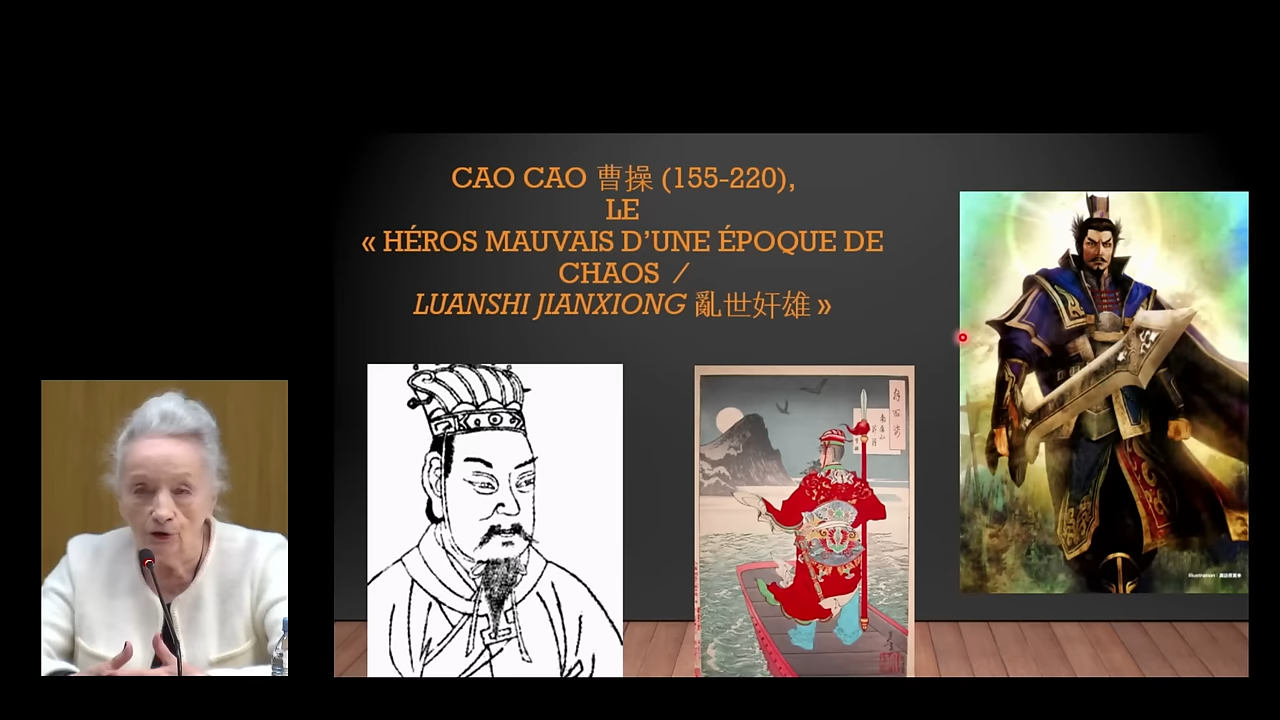 CAO CAO 曹操 (155-220),
LE
« HÉROS MAUVAIS D’UNE ÉPOQUE DE
CHAOS /
LUANSHI JIANXIONG 亂世奸雄 »